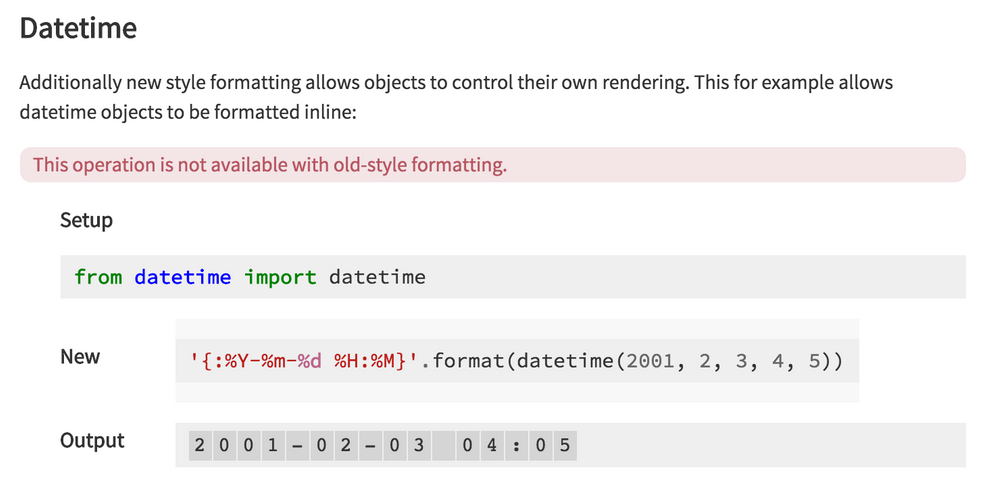 Datetime
Additionally new style formatting allows objects to control their own rendering. This for example allows
datetime objects to be formatted inline:
This operation is not available with old-style formatting.
Setup
from datetime import datetime
New
'{:%Y-%m-%d %H:%M}'.format(datetime(2001, 2, 3, 4, 5))
Output
2001-02-03 04:05